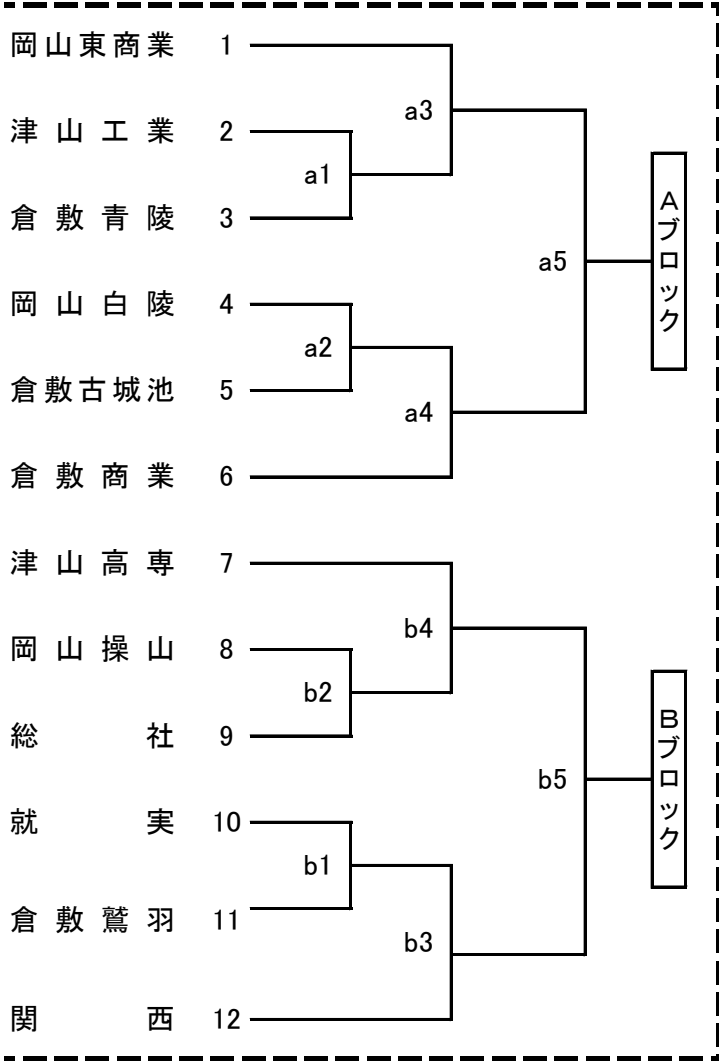 岡山東商業 1
a3
津山工業 2
a1
倉敷青陵 3
Aブロック
a5
岡山白陵 4
a2
倉敷古城池 5
a4
倉敷商業 6
津山高専 7
b4
岡山操山 8
b2
総社 9
Bブロック
b5
就実 10
b1
倉敷鷲羽 11
b3
関西 12